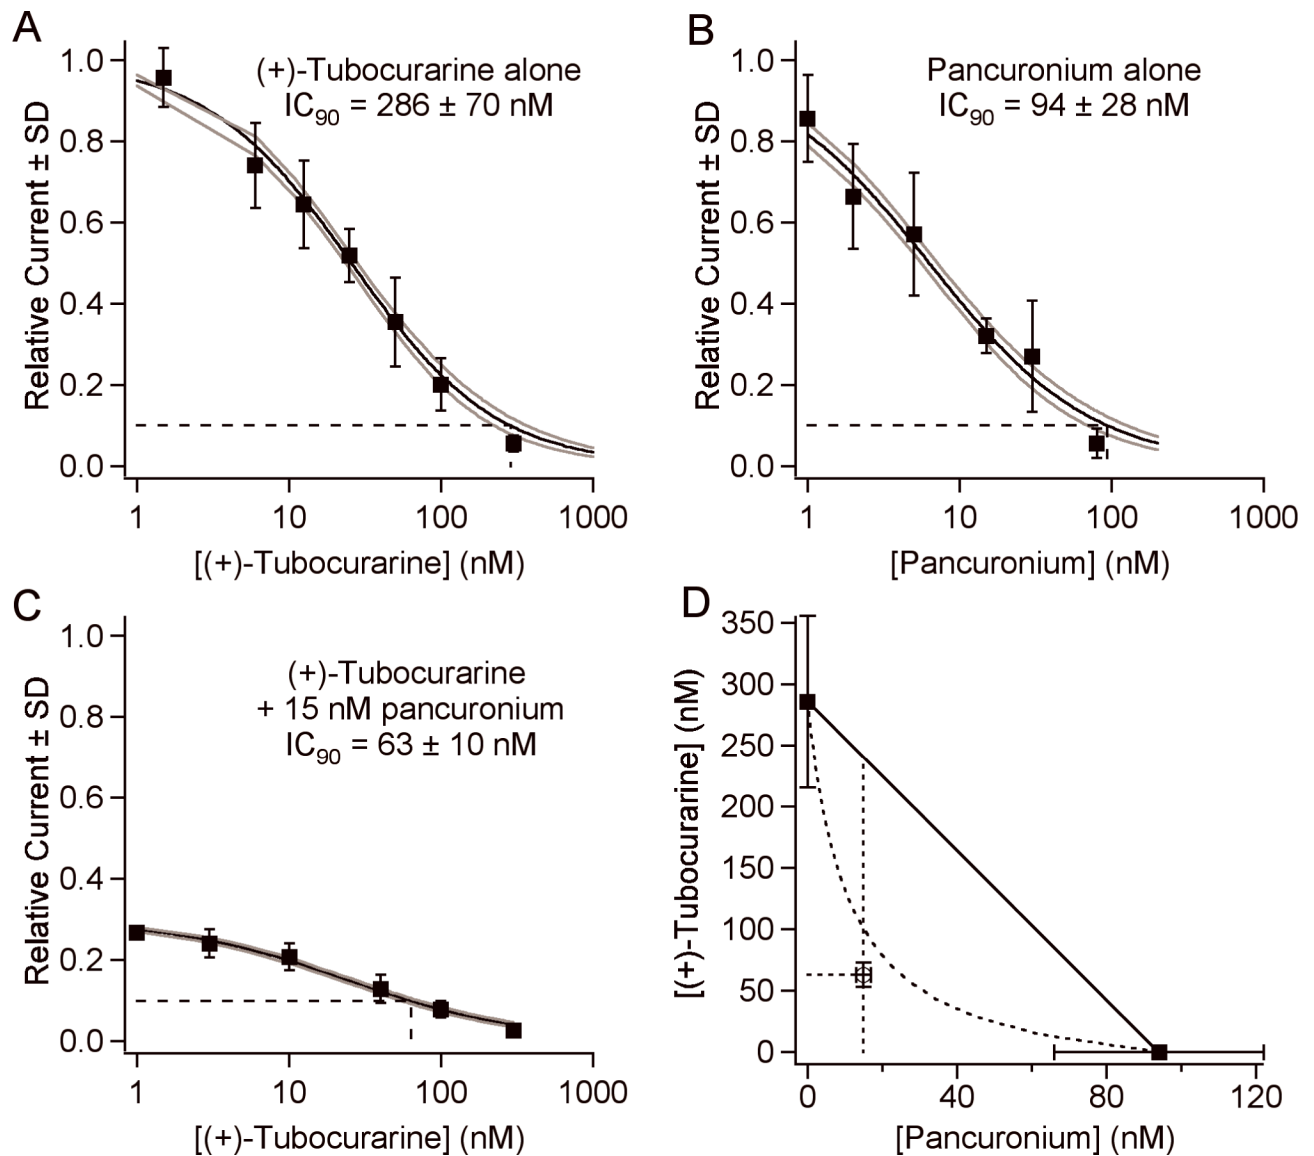 A
(+)-Tubocurarine alone
IC90 = 286 ± 70 nM
Relative Current ± SD
1.0
0.8
0.6
0.4
0.2
0.0
1 10 100 1000
[(+)-Tubocurarine] (nM)
B
Pancuronium alone
IC90 = 94 ± 28 nM
Relative Current ± SD
1.0
0.8
0.6
0.4
0.2
0.0
1 10 100 1000
[Pancuronium] (nM)
C
(+)-Tubocurarine
+ 15 nM pancuronium
IC90 = 63 ± 10 nM
Relative Current ± SD
1.0
0.8
0.6
0.4
0.2
0.0
1 10 100 1000
[(+)-Tubocurarine] (nM)
D
[(+)-Tubocurarine] (nM)
350
300
250
200
150
100
50
0
0 40 80 120
[Pancuronium] (nM)